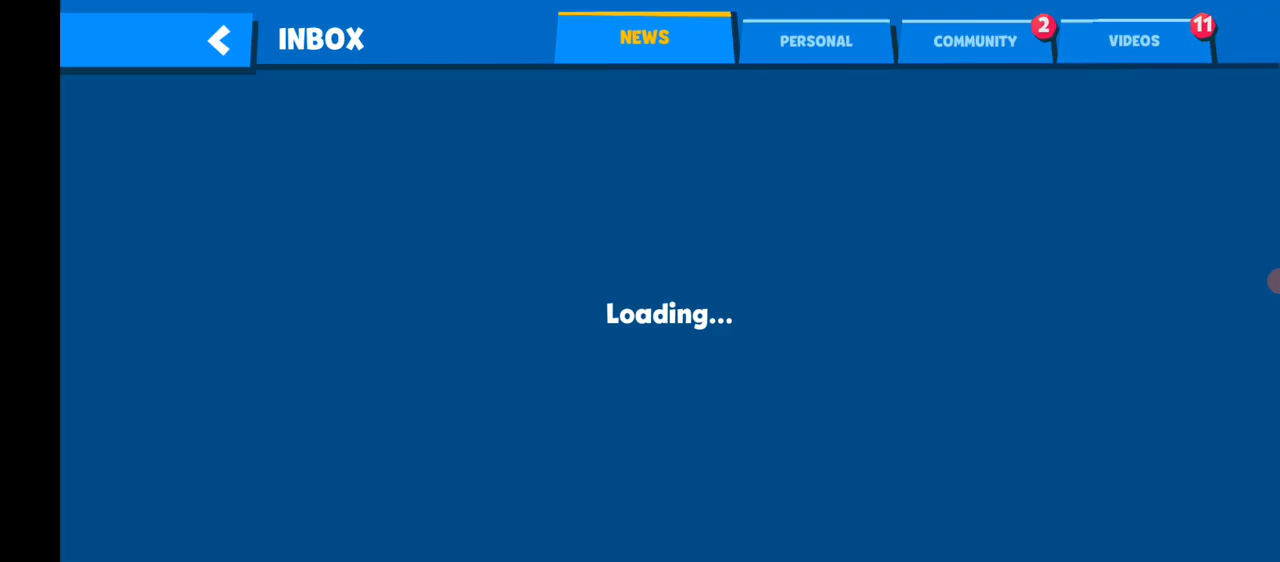 INBOX
NEWS
PERSONAL
COMMUNITY
2
VIDEOS
11
Loading...